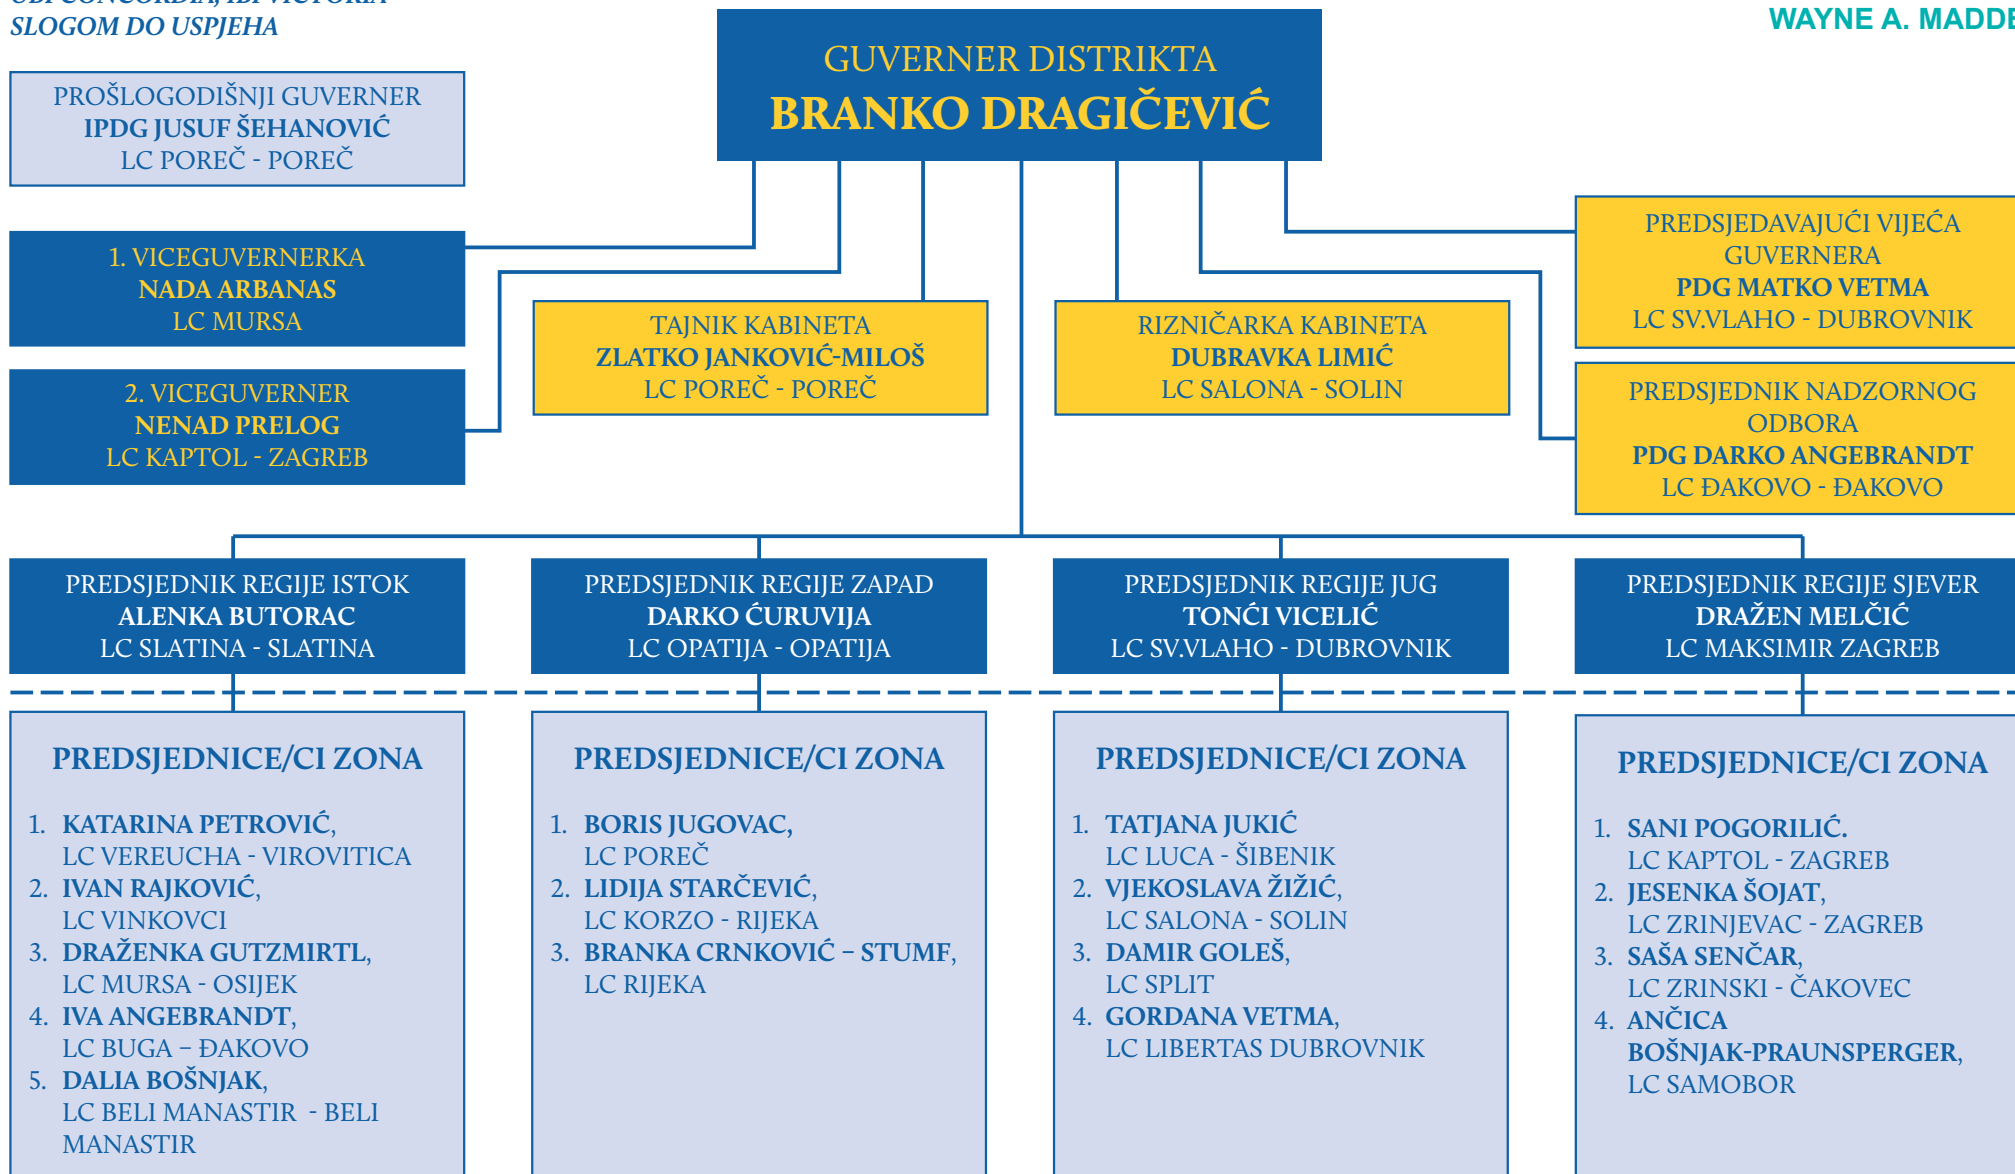 SLOGOM DO USPJEHA
WAYNE A. MADDE
GUVERNER DISTRIKTA
BRANKO DRAGIČEVIĆ
PROŠLOGODIŠNJI GUVERNER
IPDG JUSUF ŠEHANOVIĆ
LC POREČ - POREČ
1. VICEGUVERNERKA
NADA ARBANAS
LC MURSA
2. VICEGUVERNER
NENAD PRELOG
LC KAPTOL - ZAGREB
TAJNIK KABINETA
ZLATKO JANKOVIĆ-MILOŠ
LC POREČ - POREČ
RIZNIČARKA KABINETA
DUBRAVKA LIMIĆ
LC SALONA - SOLIN
PREDSJEDAVAJUĆI VIJEĆA
GUVERNERA
PDG MATKO VETMA
LC SV.VLAHO - DUBROVNIK
PREDSJEDNIK NADZORNOG
ODBORA
PDG DARKO ANGEBRANDT
LC ĐAKOVO - ĐAKOVO
PREDSJEDNIK REGIJE ISTOK
ALENKA BUTORAC
LC SLATINA - SLATINA
PREDSJEDNIK REGIJE ZAPAD
DARKO ĆURUVIJA
LC OPATIJA - OPATIJA
PREDSJEDNIK REGIJE JUG
TONĆI VICELIĆ
LC SV.VLAHO - DUBROVNIK
PREDSJEDNIK REGIJE SJEVER
DRAŽEN MELČIĆ
LC MAKSIMIR ZAGREB
PREDSJEDNICE/CI ZONA
1. KATARINA PETROVIĆ,
LC VEREUCHA - VIROVITICA
2. IVAN RAJKOVIĆ,
LC VINKOVCI
3. DRAŽENKA GUTZMIRTL,
LC MURSA - OSIJEK
4. IVA ANGEBRANDT,
LC BUGA – ĐAKOVO
5. DALIA BOŠNJAK,
LC BELI MANASTIR - BELI
MANASTIR
PREDSJEDNICE/CI ZONA
1. BORIS JUGOVAC,
LC POREČ
2. LIDIJA STARČEVIĆ,
LC KORZO - RIJEKA
3. BRANKA CRNKOVIĆ – STUMF,
LC RIJEKA
PREDSJEDNICE/CI ZONA
1. TATJANA JUKIĆ
LC LUCA - ŠIBENIK
2. VJEKOSLAVA ŽIŽIĆ,
LC SALONA - SOLIN
3. DAMIR GOLEŠ,
LC SPLIT
4. GORDANA VETMA,
LC LIBERTAS DUBROVNIK
PREDSJEDNICE/CI ZONA
1. SANI POGORILIĆ.
LC KAPTOL - ZAGREB
2. JESENKA ŠOJAT,
LC ZRINJEVAC - ZAGREB
3. SAŠA SENČAR,
LC ZRINSKI - ČAKOVEC
4. ANČICA
BOŠNJAK-PRAUNSPERGER,
LC SAMOBOR